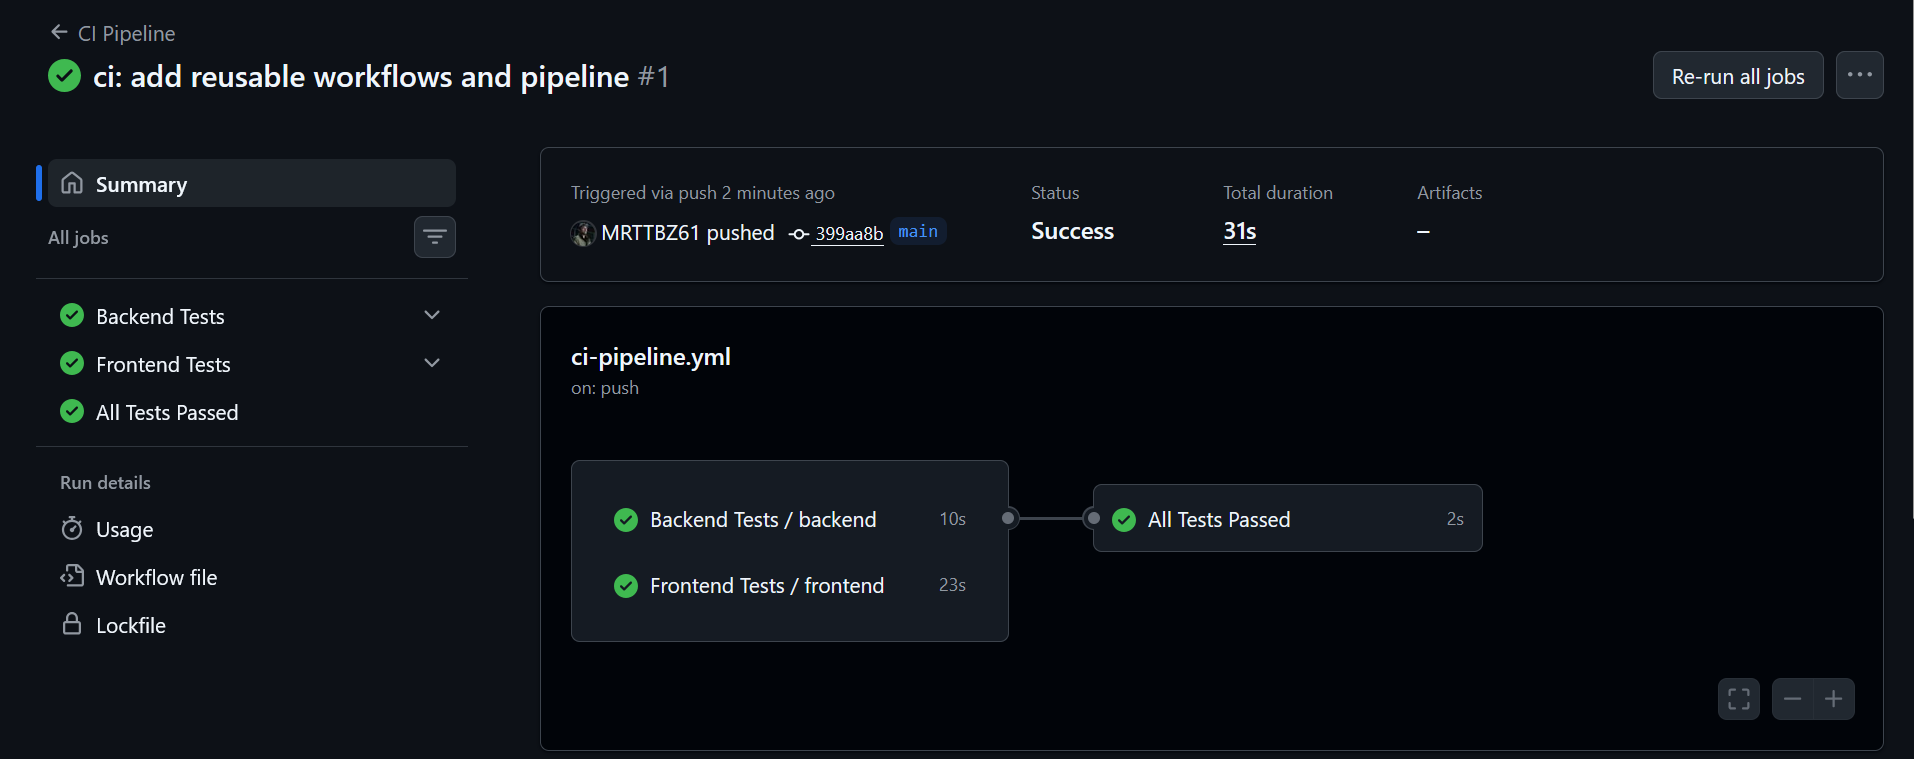 CI Pipeline
ci: add reusable workflows and pipeline #1
Re-run all jobs
Summary
All jobs
Backend Tests
Frontend Tests
All Tests Passed
Run details
Usage
Workflow file
Lockfile
Triggered via push 2 minutes ago
MRTTBZ61 pushed 399aa8b main
Status
Success
Total duration
31s
Artifacts
–
ci-pipeline.yml
on: push
Backend Tests / backend 10s
Frontend Tests / frontend 23s
All Tests Passed 2s